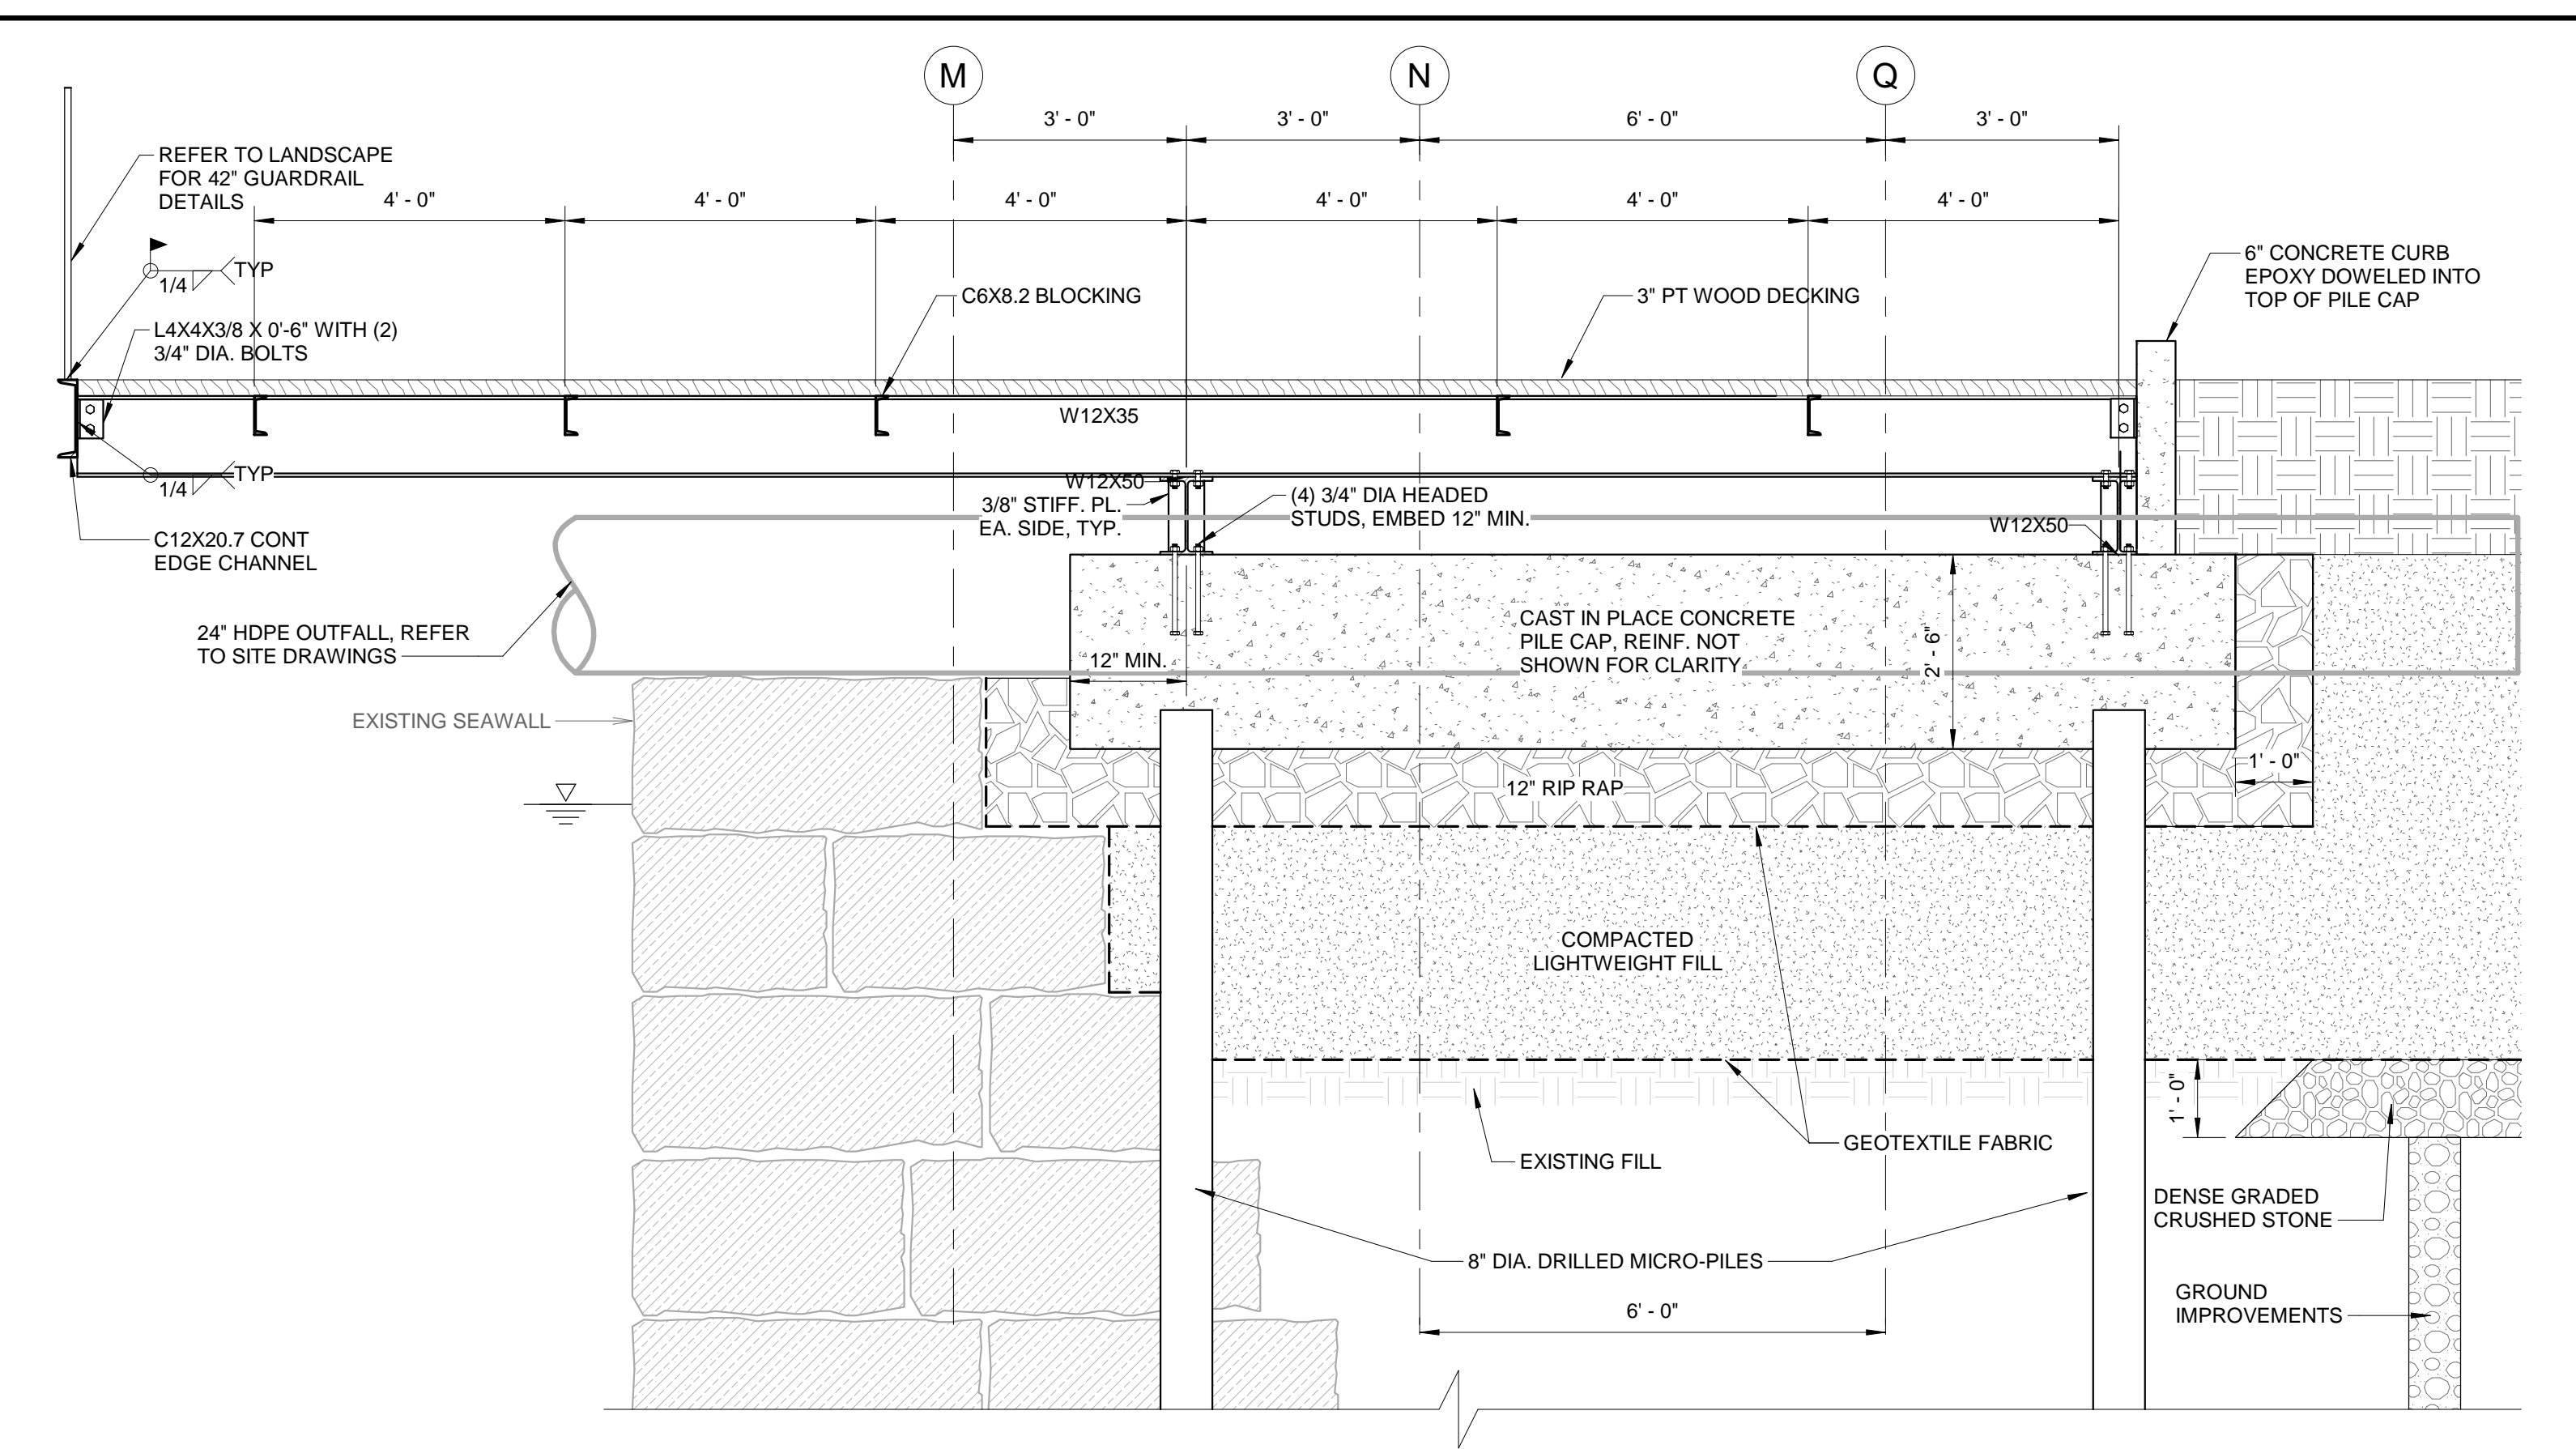 M
N
Q
3' - 0"
3' - 0"
6' - 0"
3' - 0"
REFER TO LANDSCAPE
FOR 42" GUARDRAIL
DETAILS
4' - 0"
4' - 0"
4' - 0"
4' - 0"
4' - 0"
4' - 0"
TYP
1/4
6" CONCRETE CURB
EPOXY DOWELED INTO
TOP OF PILE CAP
C6X8.2 BLOCKING
3" PT WOOD DECKING
L4X4X3/8 X 0'-6" WITH (2)
3/4" DIA. BOLTS
W12X35
TYP
1/4
W12X50
3/8" STIFF. PL.
EA. SIDE, TYP.
(4) 3/4" DIA HEADED
STUDS, EMBED 12" MIN.
W12X50
C12X20.7 CONT
EDGE CHANNEL
24" HDPE OUTFALL, REFER
TO SITE DRAWINGS
CAST IN PLACE CONCRETE
PILE CAP, REINF. NOT
SHOWN FOR CLARITY
2' - 6"
12" MIN.
EXISTING SEAWALL
1' - 0"
12" RIP RAP
COMPACTED
LIGHTWEIGHT FILL
1' - 0"
GEOTEXTILE FABRIC
EXISTING FILL
DENSE GRADED
CRUSHED STONE
8" DIA. DRILLED MICRO-PILES
GROUND
IMPROVEMENTS
6' - 0"